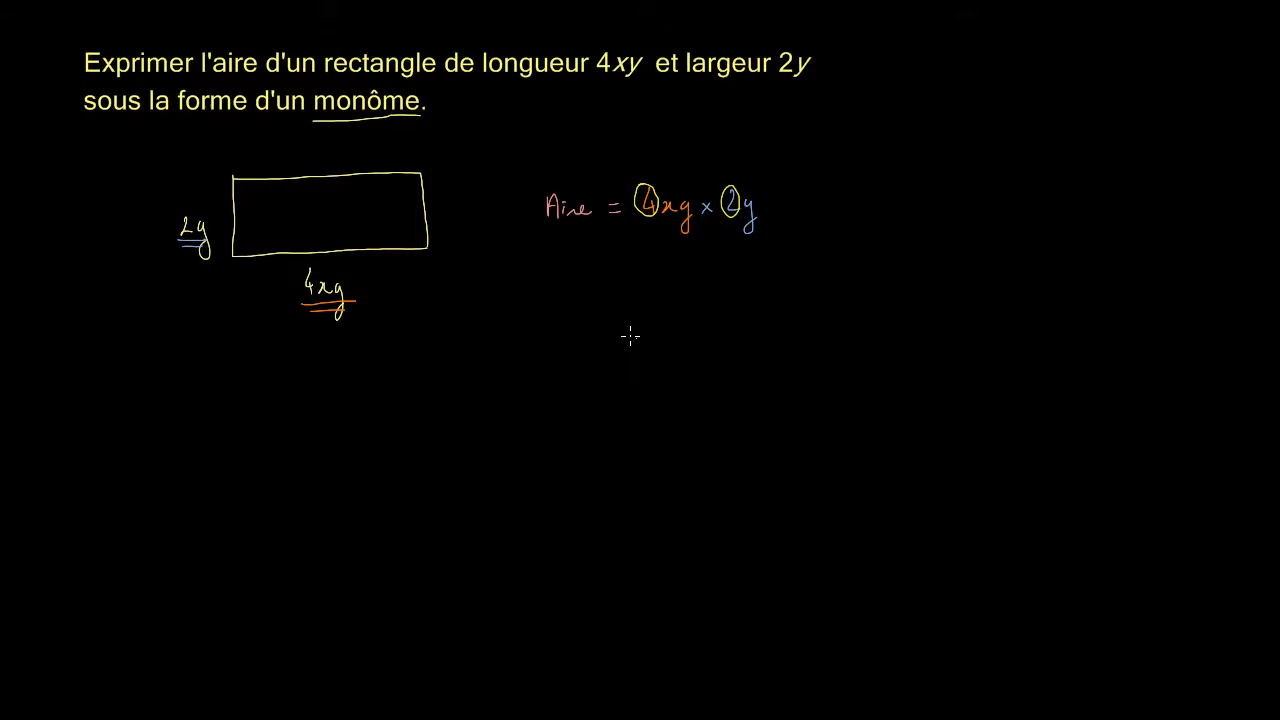 Exprimer l'aire d'un rectangle de longueur 4xy et largeur 2y
sous la forme d'un monôme.
Aire = 4xy × 2y
2y
4xy